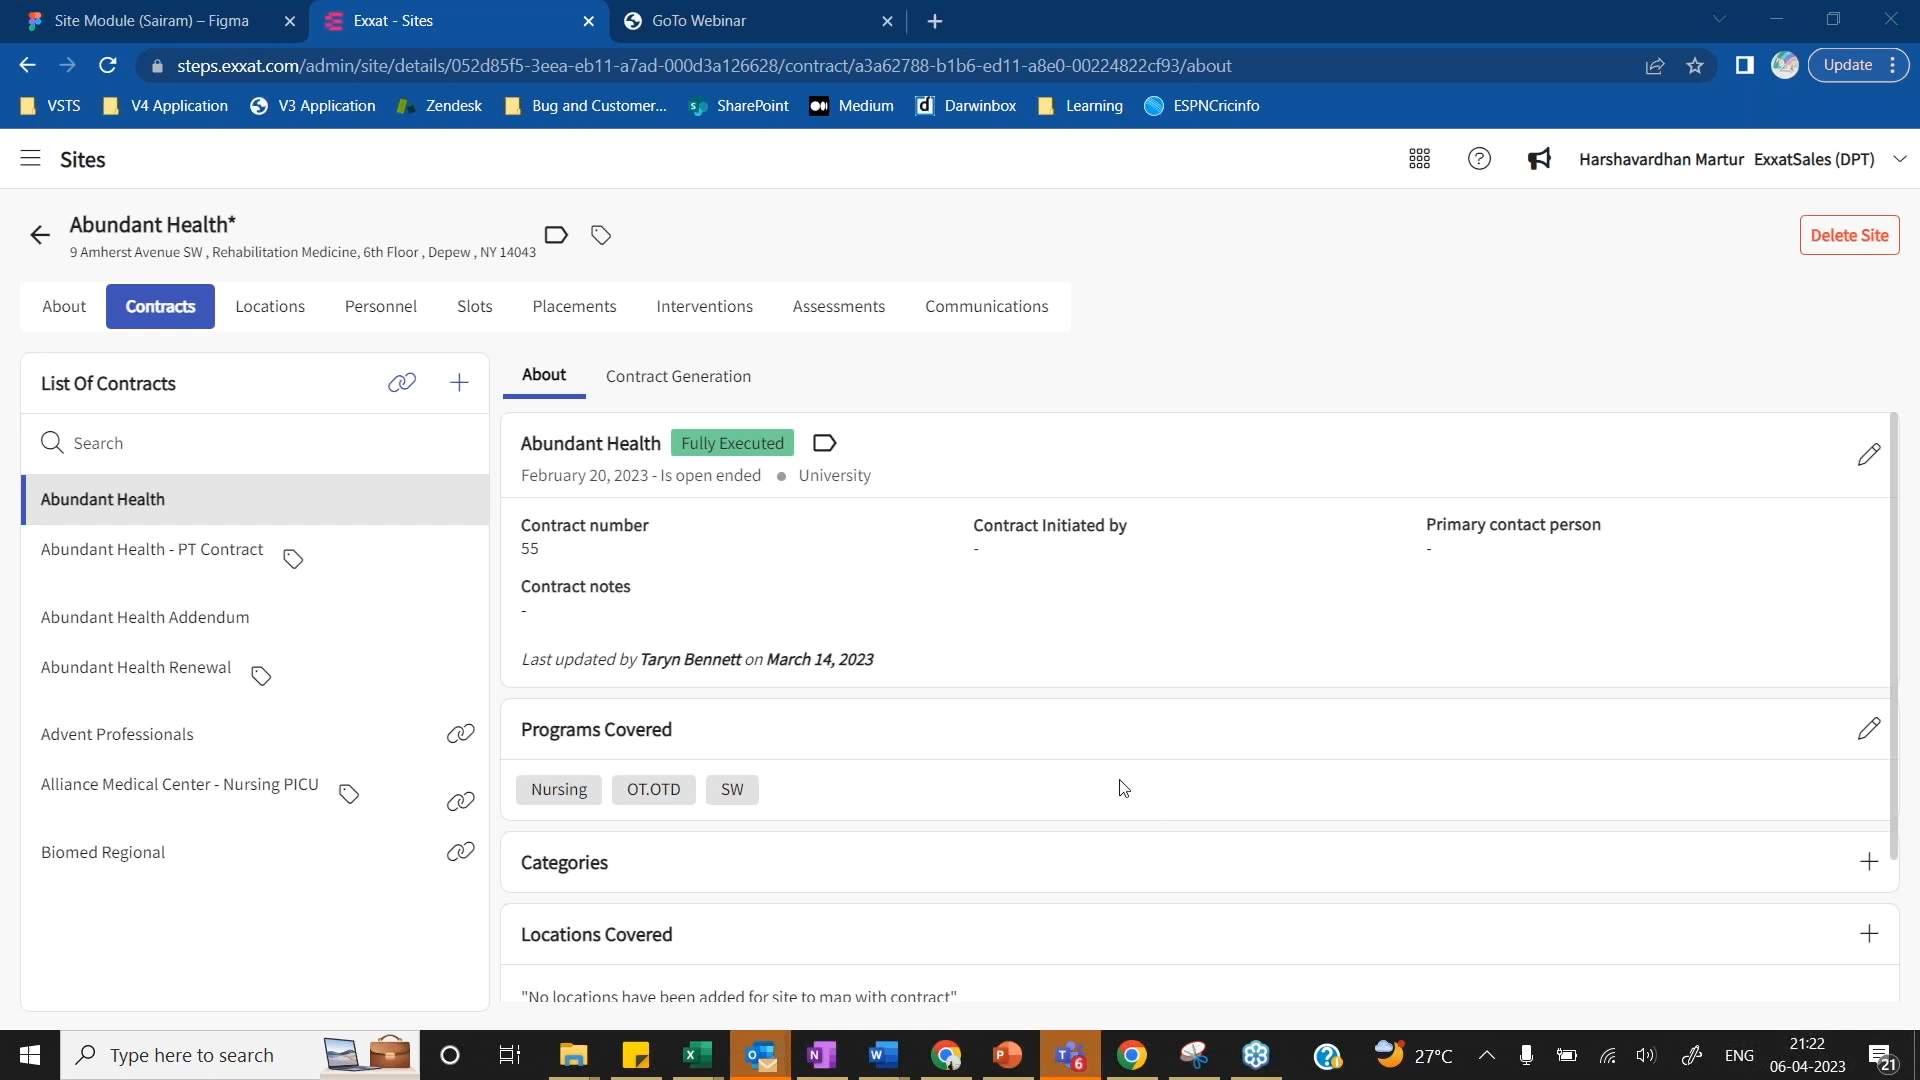 Site Module (Sairam) – Figma
Exxat - Sites
GoTo Webinar
steps.exxat.com/admin/site/details/052d85f5-3eea-eb11-a7ad-000d3a126628/contract/a3a62788-b1b6-ed11-a8e0-00224822cf93/about
Update
VSTS
V4 Application
V3 Application
Zendesk
Bug and Customer...
SharePoint
Medium
Darwinbox
Learning
ESPNCricinfo
Sites
Harshavardhan Martur ExxatSales (DPT)
Abundant Health*
9 Amherst Avenue SW , Rehabilitation Medicine, 6th Floor , Depew , NY 14043
Delete Site
About
Contracts
Locations
Personnel
Slots
Placements
Interventions
Assessments
Communications
List Of Contracts
Search
Abundant Health
Abundant Health - PT Contract
Abundant Health Addendum
Abundant Health Renewal
Advent Professionals
Alliance Medical Center - Nursing PICU
Biomed Regional
About
Contract Generation
Abundant Health Fully Executed
February 20, 2023 - Is open ended • University
Contract number
55
Contract Initiated by
-
Primary contact person
-
Contract notes
-
Last updated by Taryn Bennett on March 14, 2023
Programs Covered
Nursing
OT.OTD
SW
Categories
Locations Covered
"No locations have been added for site to map with contract"
Type here to search
6
27°C
ENG
21:22
06-04-2023
21